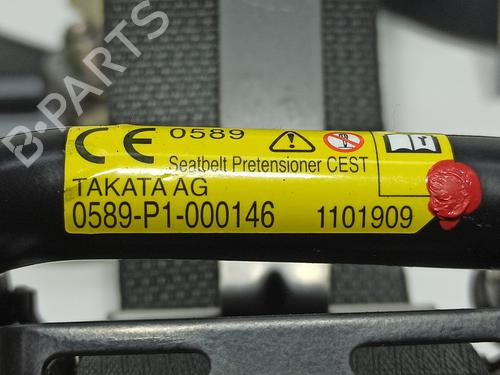 B-PARTS
CE 0589
Seatbelt Pretensioner CEST
TAKATA AG
0589-P1-000146 1101909